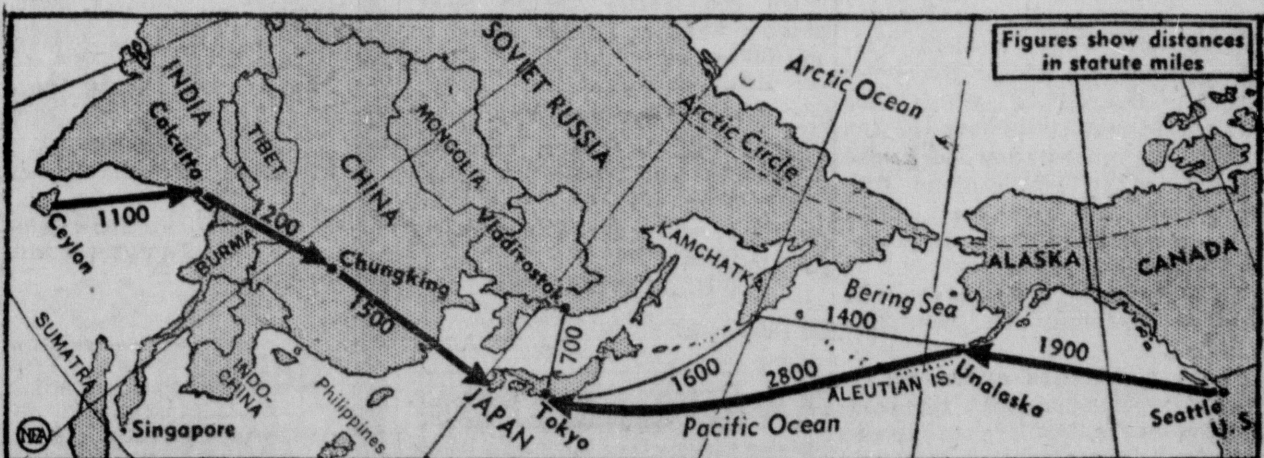 Figures show distances
in statute miles
SOVIET RUSSIA
Arctic Ocean
Arctic Circle
INDIA
Calcutta
TIBET
MONGOLIA
CHINA
1100
Ceylon
1200
BURMA
Chungking
Vladivostok
KAMCHATKA
ALASKA
CANADA
Bering Sea
1500
700
1400
1600
2800
1900
SUMATRA
INDO-
CHINA
Philippines
JAPAN
Tokyo
ALEUTIAN IS.
Unalaska
Pacific Ocean
Seattle
U. S.
Singapore
NEA